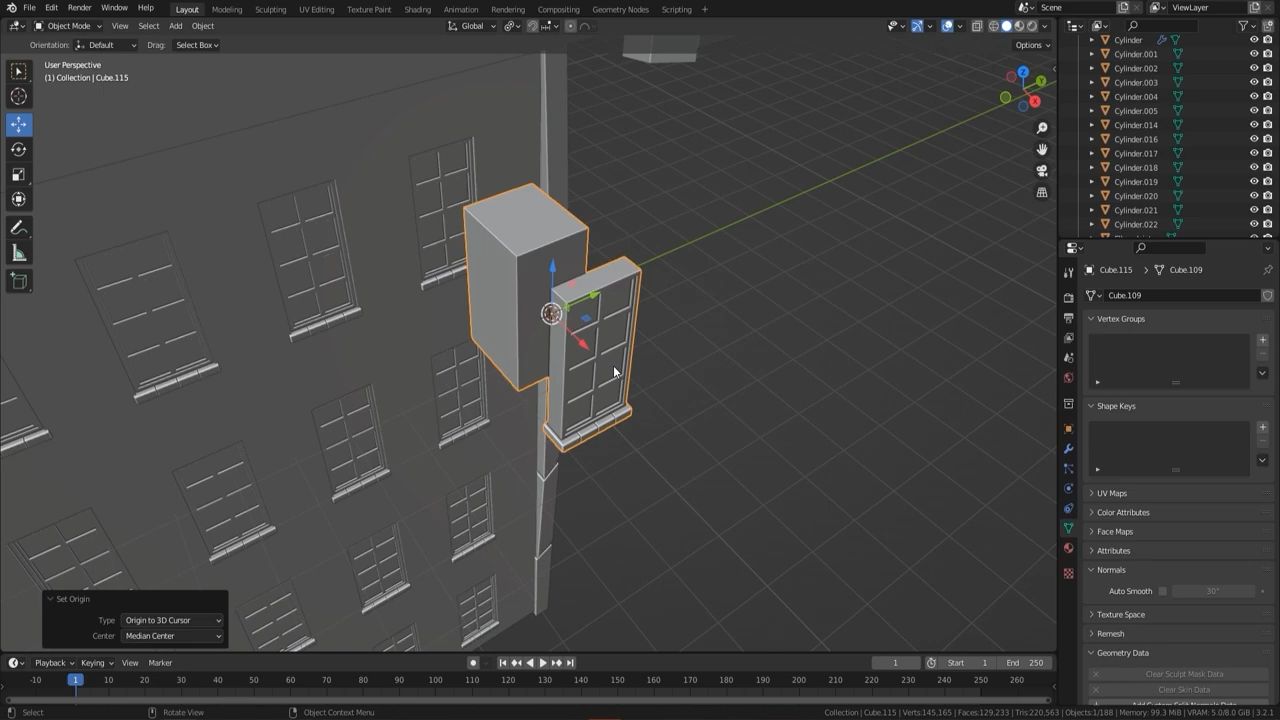 File Edit Render Window Help Layout Modeling Sculpting UV Editing Texture Paint Shading Animation Rendering Compositing Geometry Nodes Scripting + Scene ViewLayer
Object Mode View Select Add Object Global
Orientation: Default Drag: Select Box Options
User Perspective
(1) Collection | Cube.115
Cylinder
Cylinder.001
Cylinder.002
Cylinder.003
Cylinder.004
Cylinder.005
Cylinder.014
Cylinder.016
Cylinder.017
Cylinder.018
Cylinder.019
Cylinder.020
Cylinder.021
Cylinder.022
Cube.115 Cube.109
Cube.109
Vertex Groups
Shape Keys
UV Maps
Color Attributes
Face Maps
Attributes
Normals
Auto Smooth 30°
Texture Space
Remesh
Geometry Data
Clear Sculpt Mask Data
Clear Skin Data
Add Custom Split Normals Data
Set Origin
Type Origin to 3D Cursor
Center Median Center
Playback Keying View Marker 1 Start 1 End 250
-10 1 10 20 30 40 50 60 70 80 90 100 110 120 130 140 150 160 170 180 190 200 210 220 230 240 250 260
Select Rotate View Object Context Menu Collection | Cube.115 | Verts:145,165 | Faces:129,233 | Tris:220,563 | Objects:1/188 | Memory: 99.3 MiB | VRAM: 5.0/8.0 GiB | 3.2.1